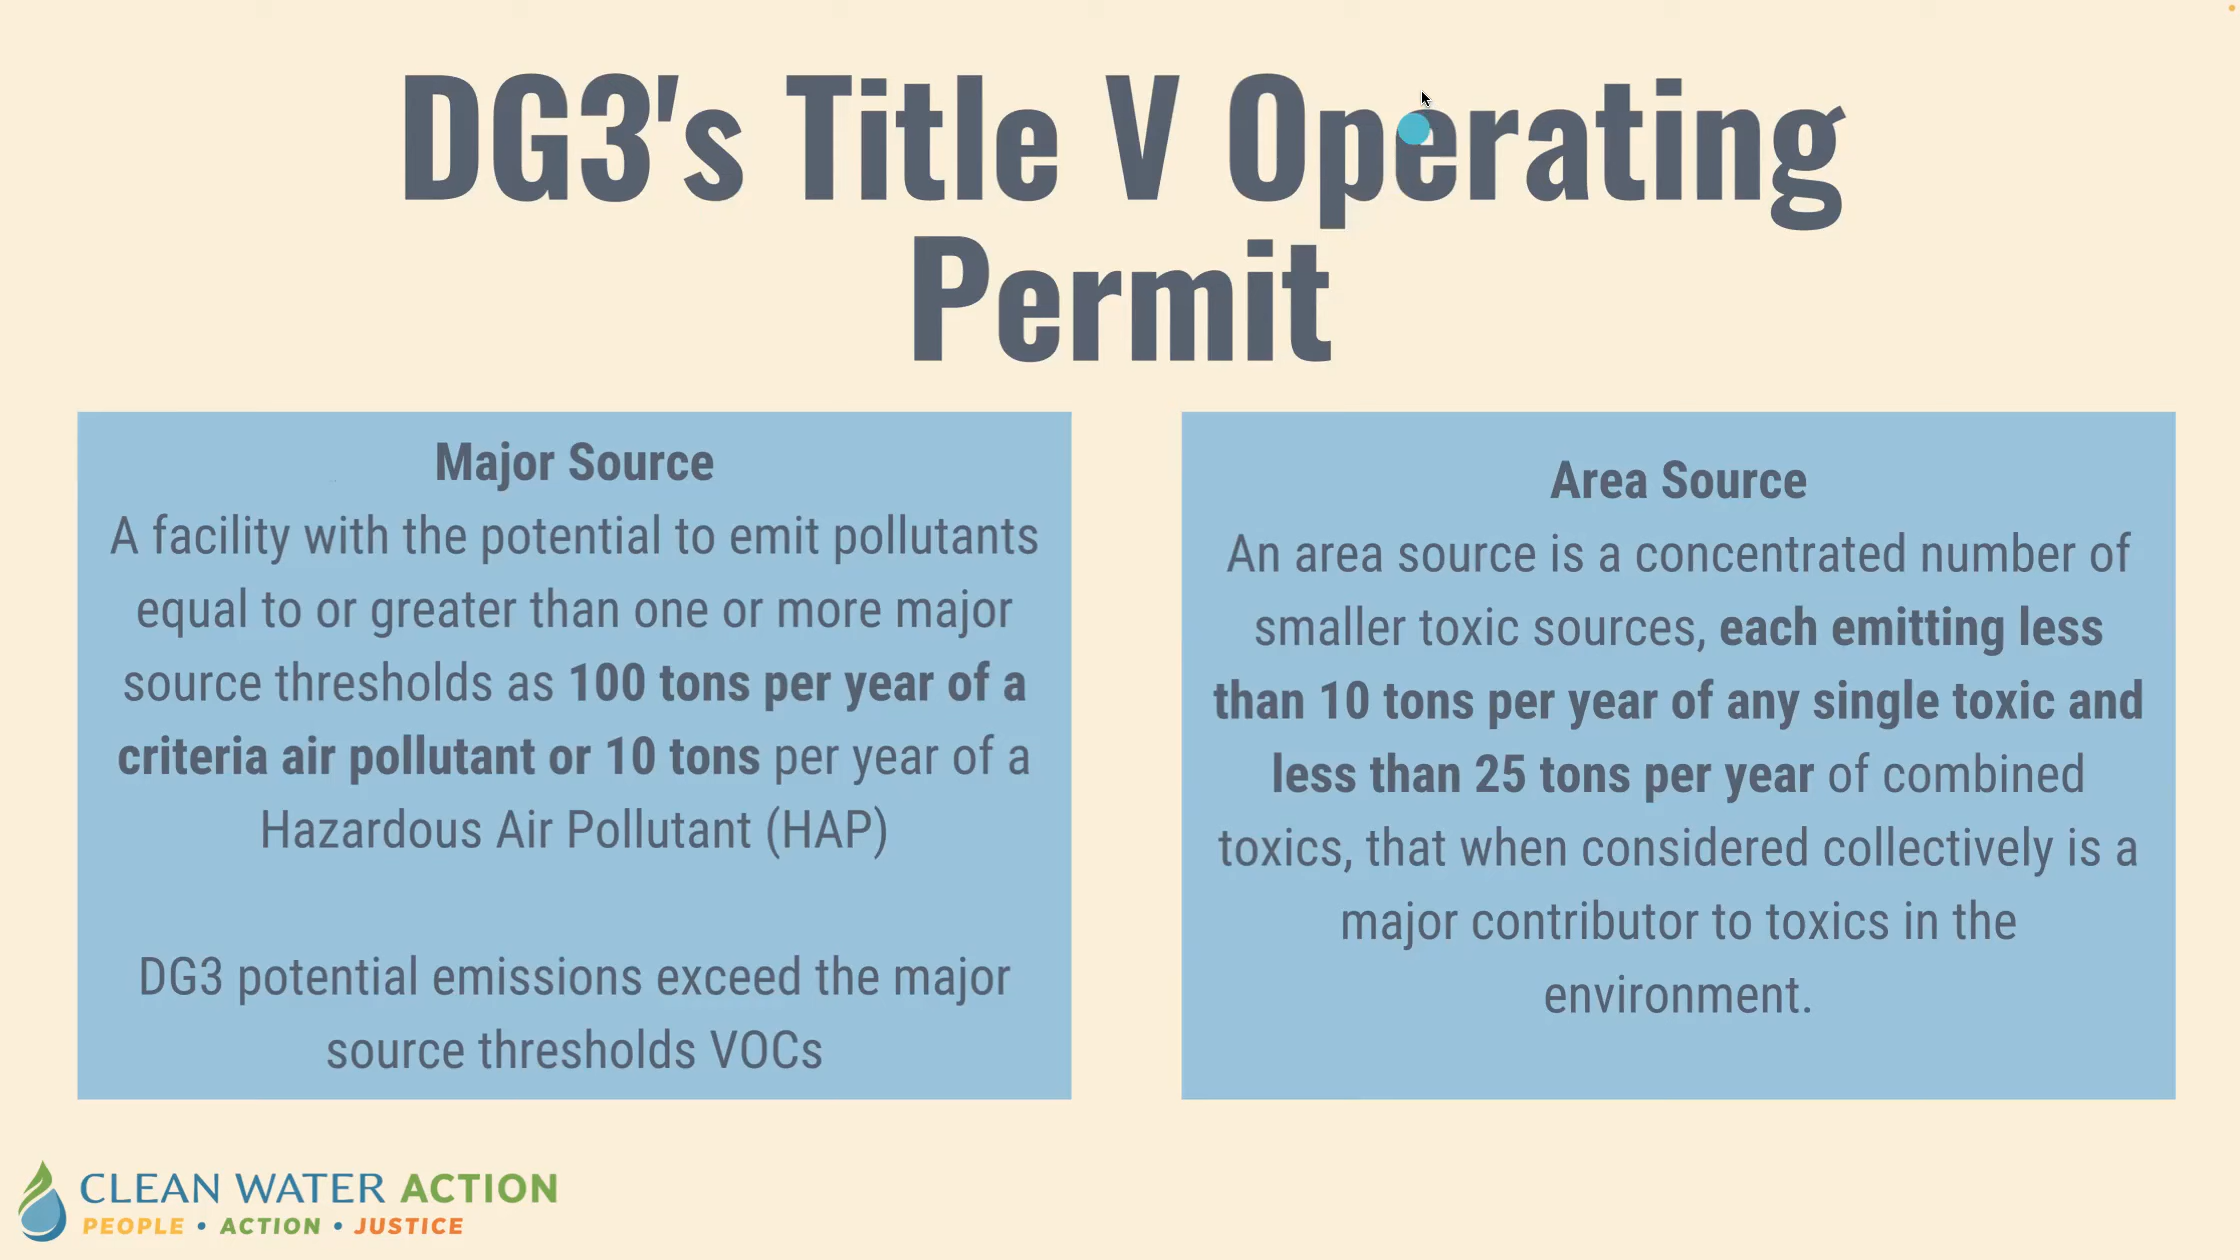 DG3's Title V Operating
Permit
Major Source
A facility with the potential to emit pollutants
equal to or greater than one or more major
source thresholds as 100 tons per year of a
criteria air pollutant or 10 tons per year of a
Hazardous Air Pollutant (HAP)
DG3 potential emissions exceed the major
source thresholds VOCs
Area Source
An area source is a concentrated number of
smaller toxic sources, each emitting less
than 10 tons per year of any single toxic and
less than 25 tons per year of combined
toxics, that when considered collectively is a
major contributor to toxics in the
environment.
CLEAN WATER ACTION
PEOPLE • ACTION • JUSTICE